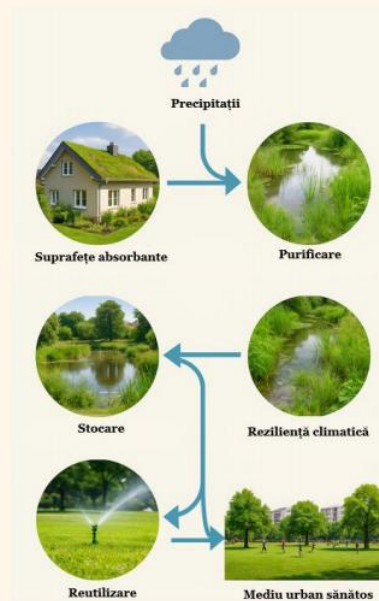 Precipitații
Suprafețe absorbante
Purificare
Stocare
Reziliență climatică
Reutilizare
Mediu urban sănătos